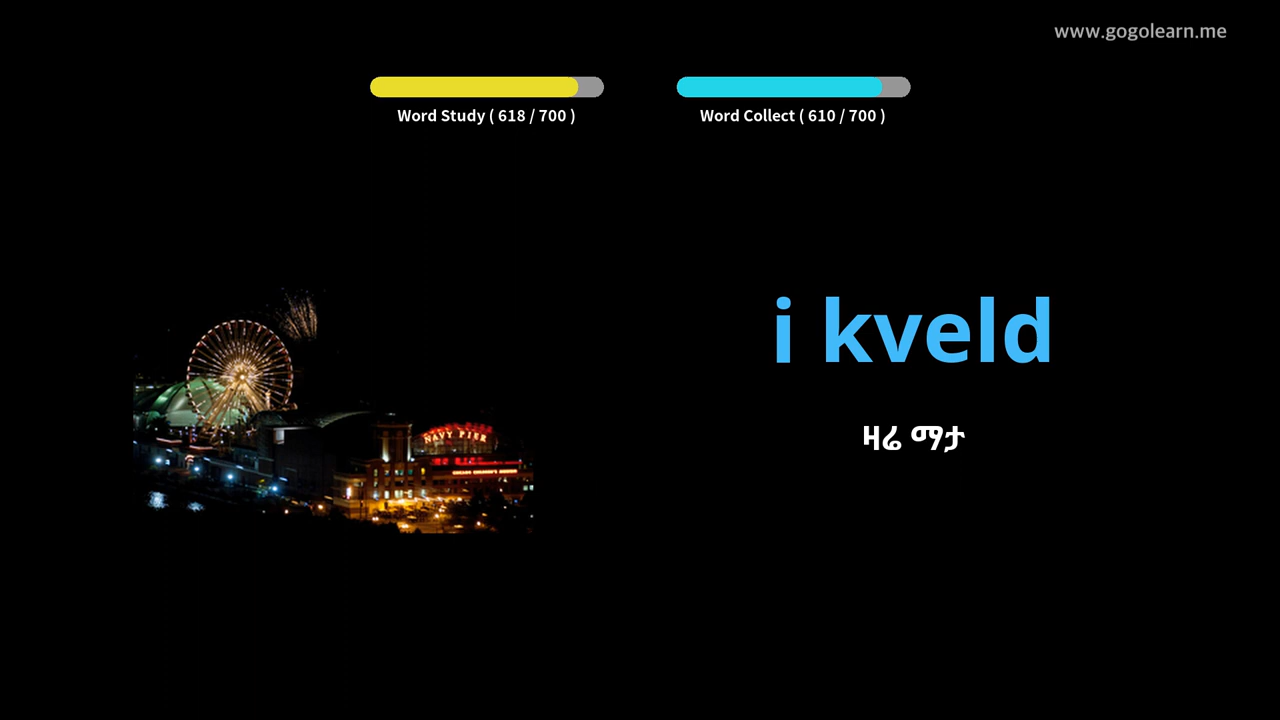 www.gogolearn.me
Word Study ( 618 / 700 )
Word Collect ( 610 / 700 )
i kveld
ዛሬ ማታ
NAVY PIER